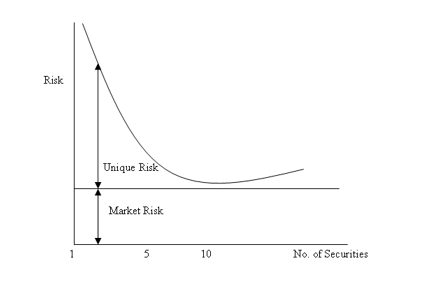 Risk
Unique Risk
Market Risk
1 5 10 No. of Securities